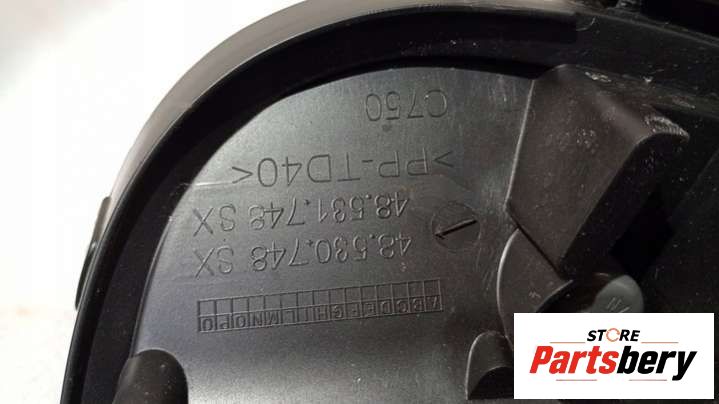 ABCDEFGHILMNOPQ
48.530.748 SX
48.531.748 SX
>PP-TD40<
C750
STORE
Partsbery